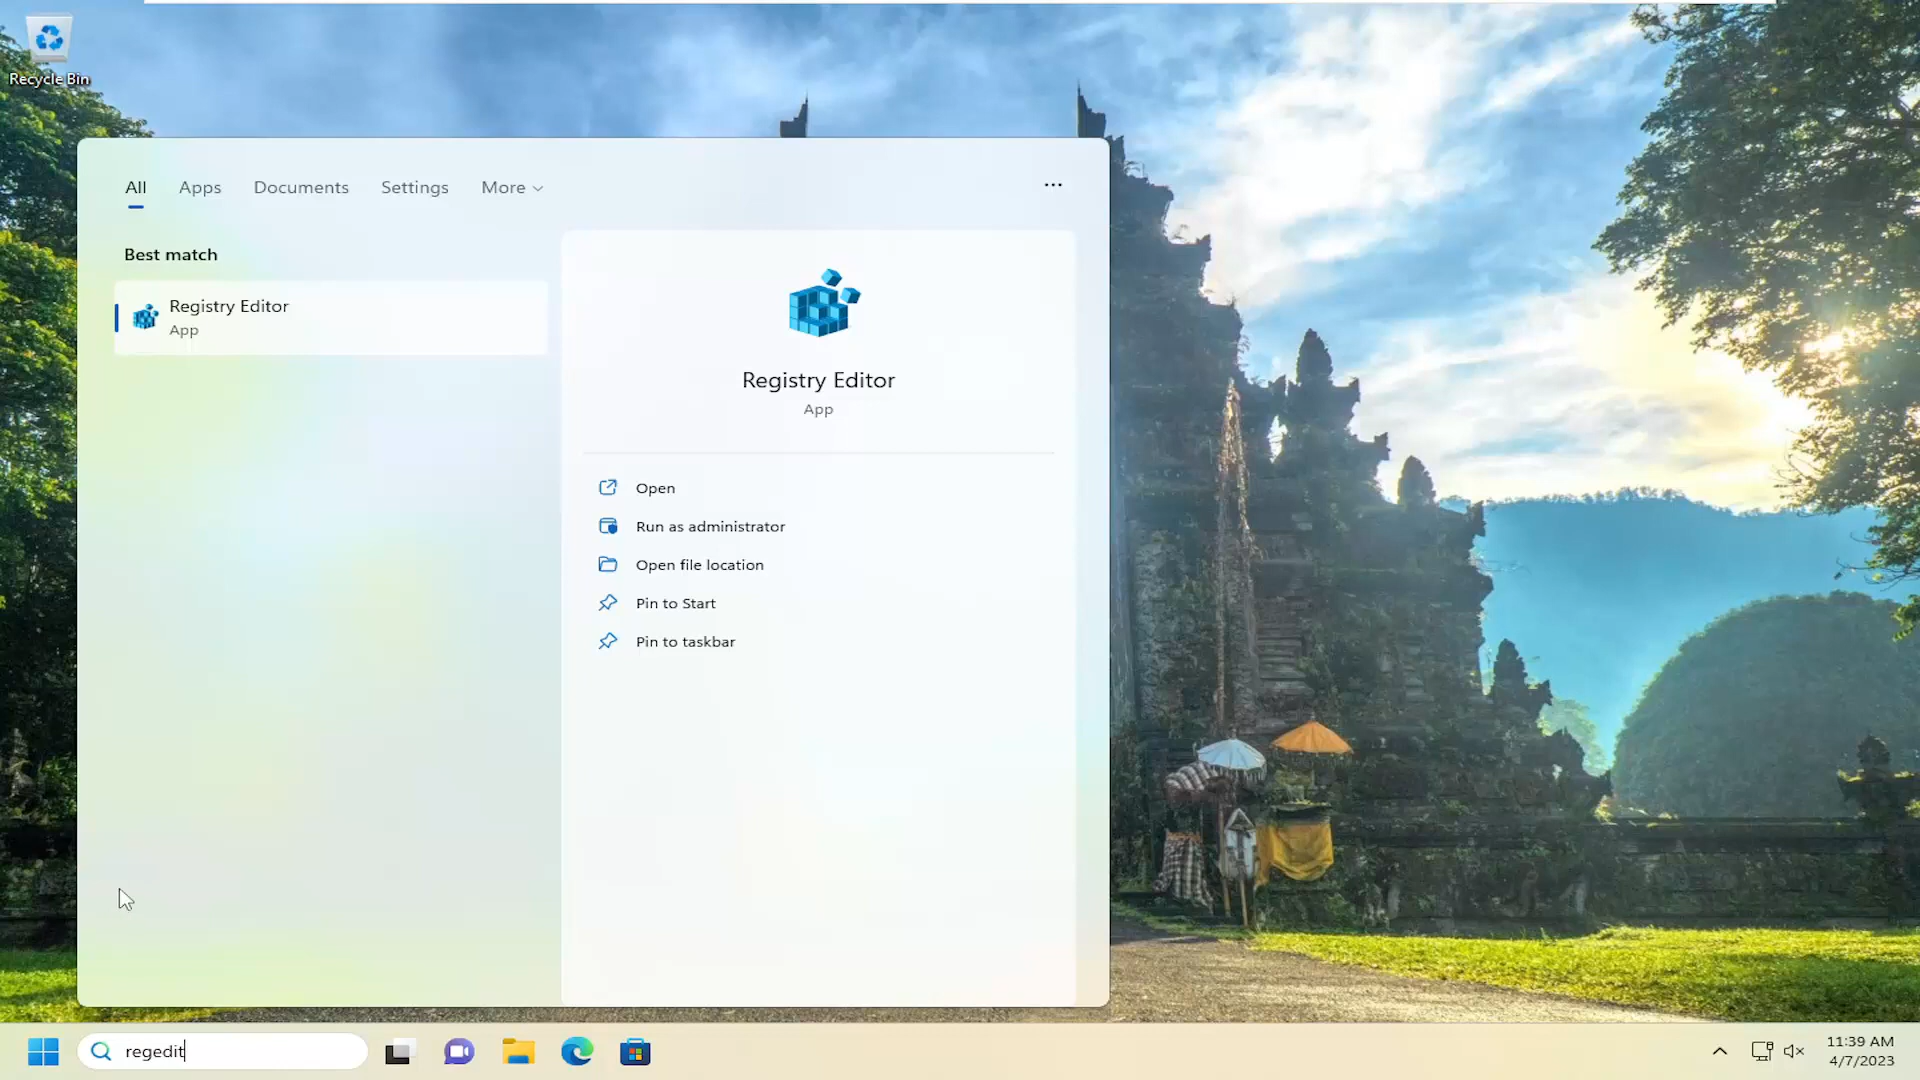 Recycle Bin
All Apps Documents Settings More
Best match
Registry Editor
App
Registry Editor
App
Open
Run as administrator
Open file location
Pin to Start
Pin to taskbar
regedit
11:39 AM
4/7/2023